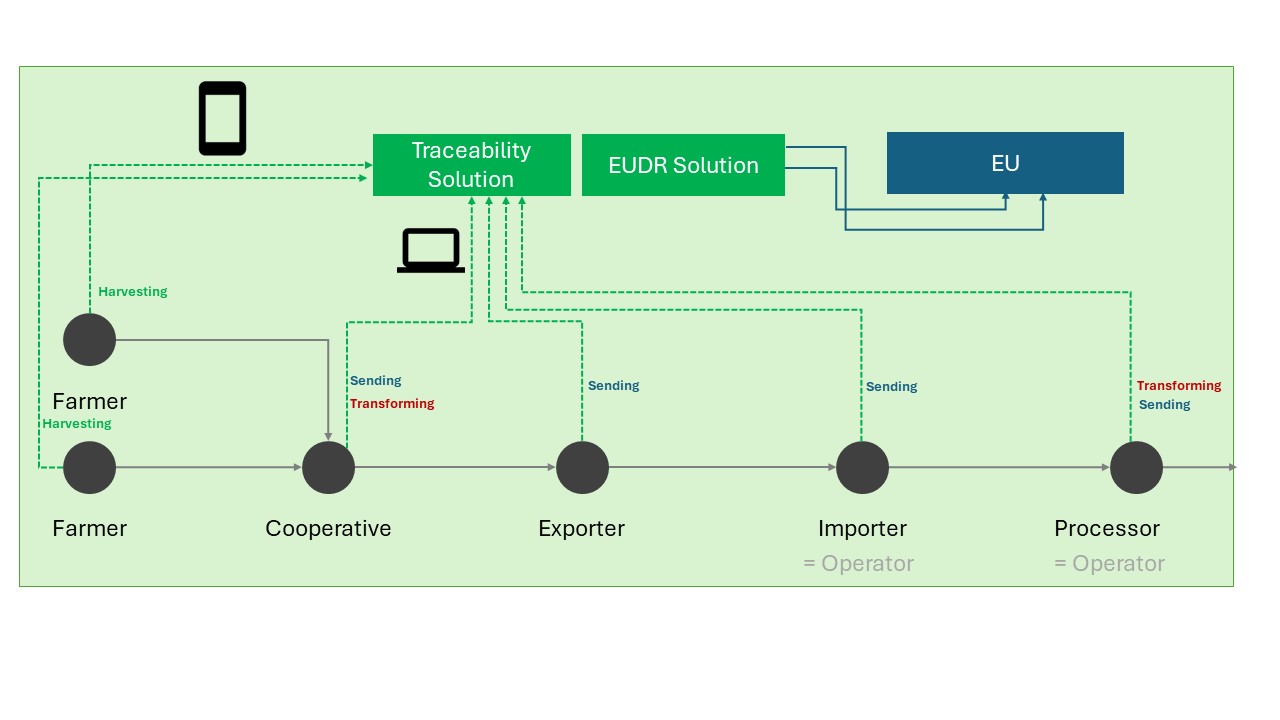 Traceability
Solution
EUDR Solution
EU
Harvesting
Farmer
Harvesting
Sending
Transforming
Sending
Sending
Transforming
Sending
Farmer
Cooperative
Exporter
Importer
Processor
= Operator
= Operator